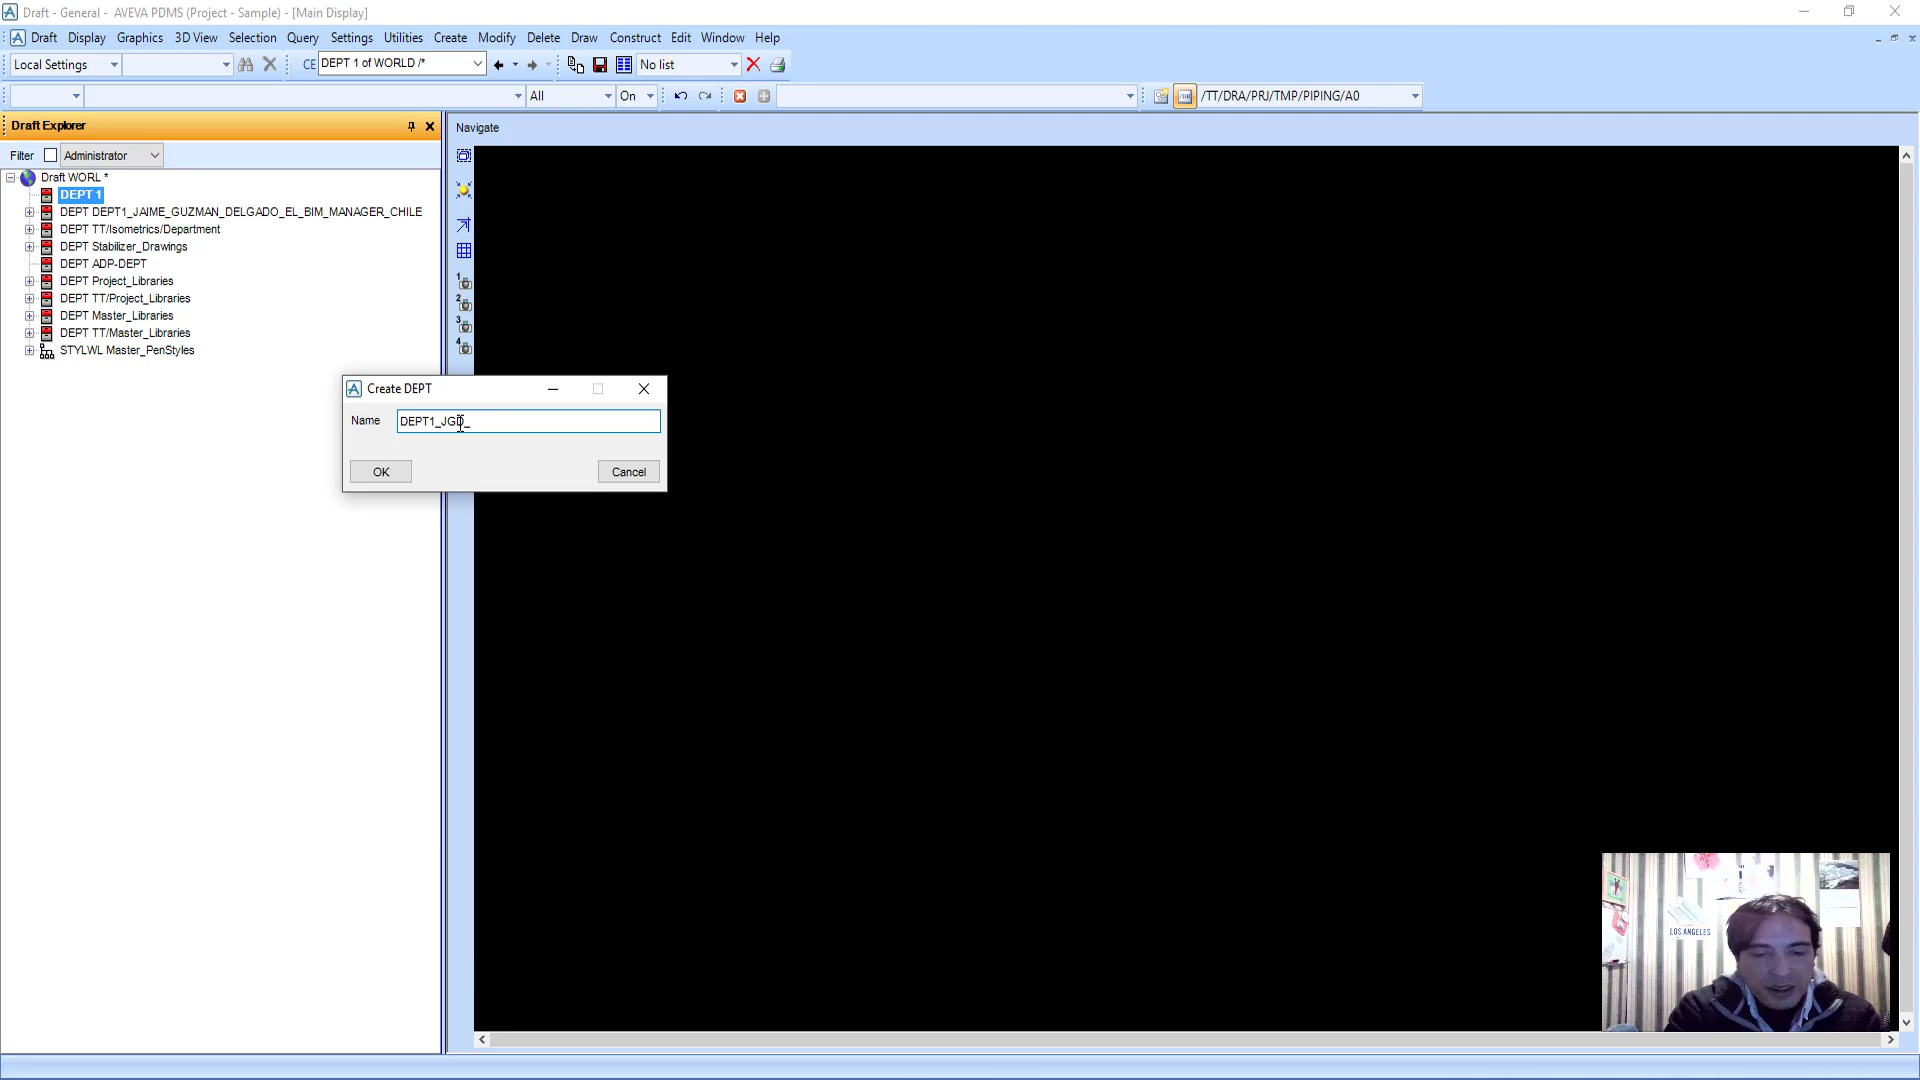 Draft - General - AVEVA PDMS (Project - Sample) - [Main Display]
Draft Display Graphics 3D View Selection Query Settings Utilities Create Modify Delete Draw Construct Edit Window Help
Local Settings CE DEPT 1 of WORLD /* No list
All On /TT/DRA/PRJ/TMP/PIPING/A0
Draft Explorer
Navigate
Filter Administrator
Draft WORL *
DEPT 1
DEPT DEPT1_JAIME_GUZMAN_DELGADO_EL_BIM_MANAGER_CHILE
DEPT TT/Isometrics/Department
DEPT Stabilizer_Drawings
DEPT ADP-DEPT
DEPT Project_Libraries
DEPT TT/Project_Libraries
DEPT Master_Libraries
DEPT TT/Master_Libraries
STYLWL Master_PenStyles
1
2
3
4
Create DEPT
Name DEPT1_JGD_
OK Cancel
LOS ANGELES